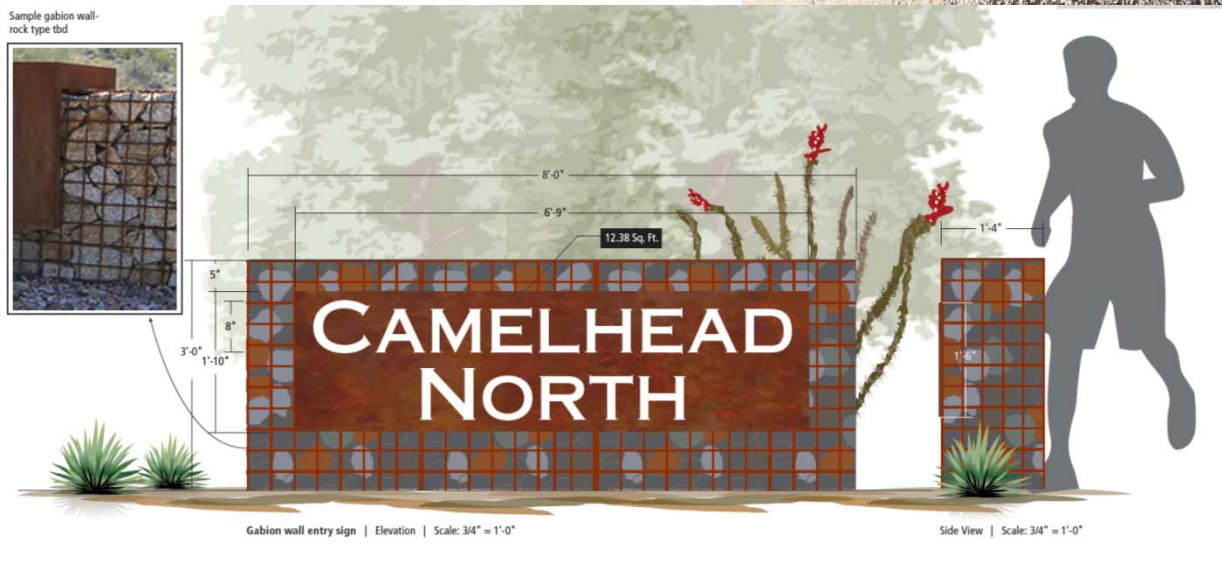 Sample gabion wall-
rock type tbd
8'-0"
6'-9"
12.38 Sq. Ft.
1'-4"
5"
8"
3'-0"
1'-10"
1'-6"
CAMELHEAD
NORTH
Gabion wall entry sign | Elevation | Scale: 3/4" = 1'-0"
Side View | Scale: 3/4" = 1'-0"